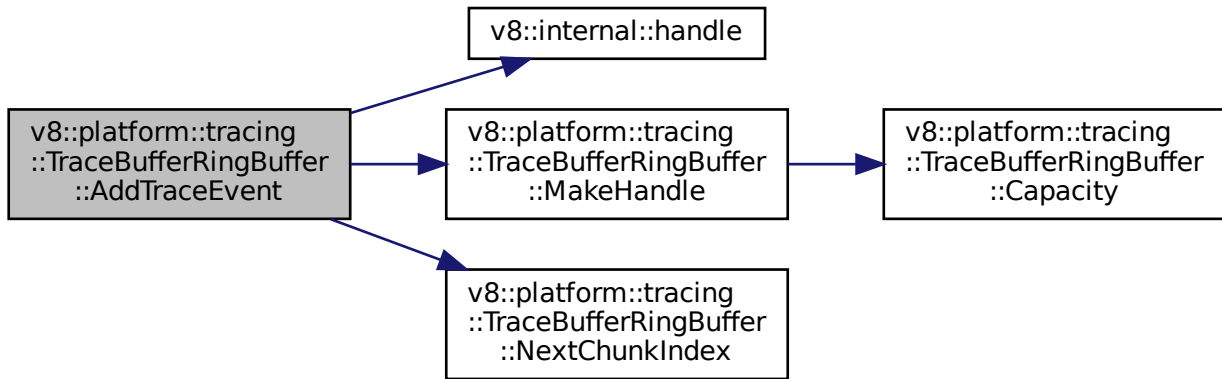 v8::internal::handle
v8::platform::tracing
::TraceBufferRingBuffer
::AddTraceEvent
v8::platform::tracing
::TraceBufferRingBuffer
::MakeHandle
v8::platform::tracing
::TraceBufferRingBuffer
::Capacity
v8::platform::tracing
::TraceBufferRingBuffer
::NextChunkIndex